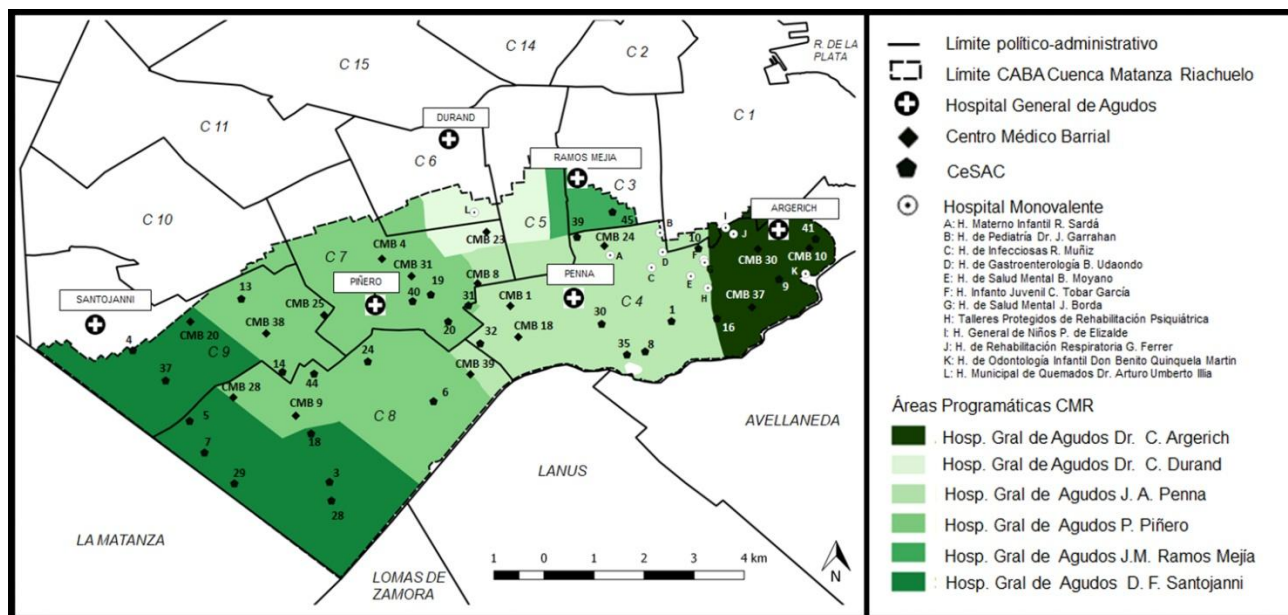 C 14
C 2
R. DE LA
PLATA
C 15
C 1
C 11
DURAND
C 6
RAMOS MEJIA
C 3
C 10
L
C 5
45
39
B
I
J
ARGERICH
41
CMB 23
CMB 24
10
CMB 4
C 7
A
D
F
CMB 30
CMB 10
C
CMB 31
CMB 8
K
PIÑERO
PENNA
E
9
SANTOJANNI
13
19
40
H
CMB 25
31
CMB 1
C 4
CMB 37
20
30
1
16
CMB 20
CMB 38
CMB 18
4
32
C 9
24
35
8
37
14
44
CMB 39
CMB 28
6
CMB 9
C 8
5
18
AVELLANEDA
7
LANUS
29
3
28
LA MATANZA
1 0 1 2 3 4 km
N
LOMAS DE
ZAMORA
Límite político-administrativo
Límite CABA Cuenca Matanza Riachuelo
Hospital General de Agudos
Centro Médico Barrial
CeSAC
Hospital Monovalente
A: H. Materno Infantil R. Sardá
B: H. de Pediatría Dr. J. Garrahan
C: H. de Infecciosas R. Muñiz
D: H. de Gastroenterología B. Udaondo
E: H. de Salud Mental B. Moyano
F: H. Infanto Juvenil C. Tobar García
G: H. de Salud Mental J. Borda
H: Talleres Protegidos de Rehabilitación Psiquiátrica
I: H. General de Niños P. de Elizalde
J: H. de Rehabilitación Respiratoria G. Ferrer
K: H. de Odontología Infantil Don Benito Quinquela Martin
L: H. Municipal de Quemados Dr. Arturo Umberto Illia
Áreas Programáticas CMR
Hosp. Gral de Agudos Dr. C. Argerich
Hosp. Gral de Agudos Dr. C. Durand
Hosp. Gral de Agudos J. A. Penna
Hosp. Gral de Agudos P. Piñero
Hosp. Gral de Agudos J.M. Ramos Mejía
Hosp. Gral de Agudos D. F. Santojanni